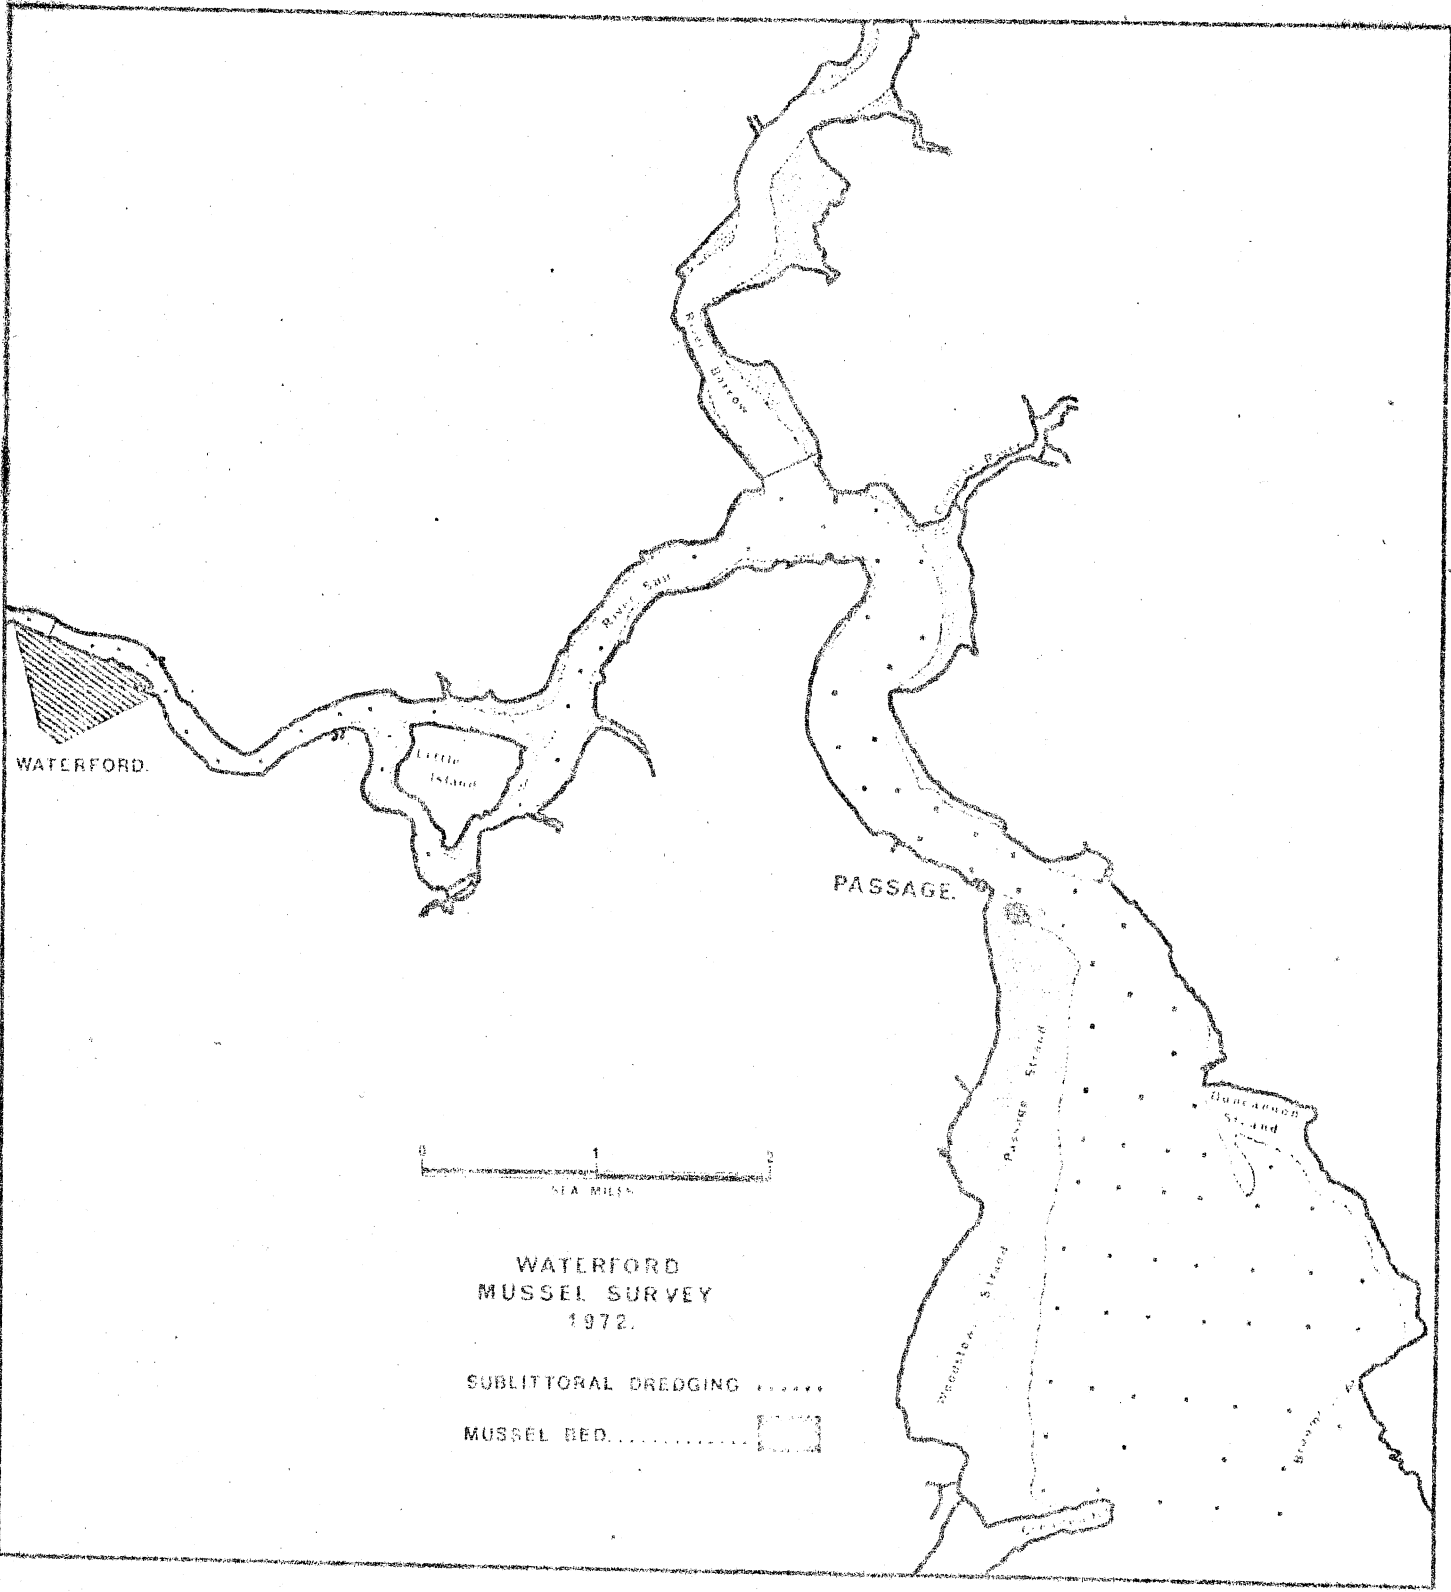 River Barrow
River Suir
WATERFORD.
Little
Island
PASSAGE.
Passage Strand
Duncannon
Strand
0 1 2
SEA MILES
WATERFORD
MUSSEL SURVEY
1972.
Strand
SUBLITTORAL DREDGING ......
MUSSEL BED.............